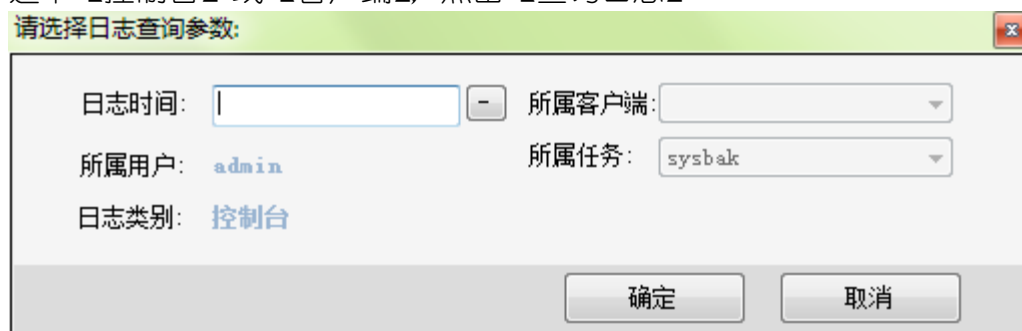 请选择日志查询参数:
日志时间:
-
所属客户端:
所属用户: admin
所属任务: sysbak
日志类别: 控制台
确定
取消